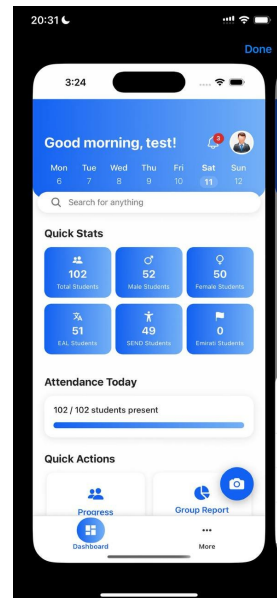 20:31
Done
3:24
Good morning, test!
3
Mon Tue Wed Thu Fri Sat Sun
6 7 8 9 10 11 12
Search for anything
Quick Stats
102 52 50
Total Students Male Students Female Students
51 49 0
EAL Students SEND Students Emirati Students
Attendance Today
102 / 102 students present
Quick Actions
Progress Group Report
Dashboard More